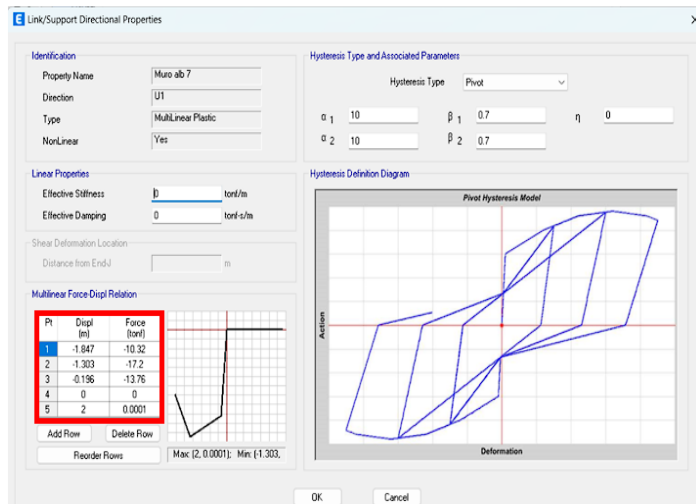 E Link/Support Directional Properties
Identification
Property Name Muro alb 7
Direction U1
Type MultiLinear Plastic
NonLinear Yes
Linear Properties
Effective Stiffness 0 tonf/m
Effective Damping 0 tonf-s/m
Shear Deformation Location
Distance from End-J m
Multilinear Force-Displ Relation
Pt Displ Force
(m) (tonf)
1 -1.847 -10.32
2 -1.303 -17.2
3 -0.196 -13.76
4 0 0
5 2 0.0001
Add Row Delete Row
Reorder Rows
Max: (2, 0.0001); Min: (-1.303,
Hysteresis Type and Associated Parameters
Hysteresis Type Pivot
α 1 10 β 1 0.7 η 0
α 2 10 β 2 0.7
Hysteresis Definition Diagram
Pivot Hysteresis Model
Action
Deformation
OK Cancel